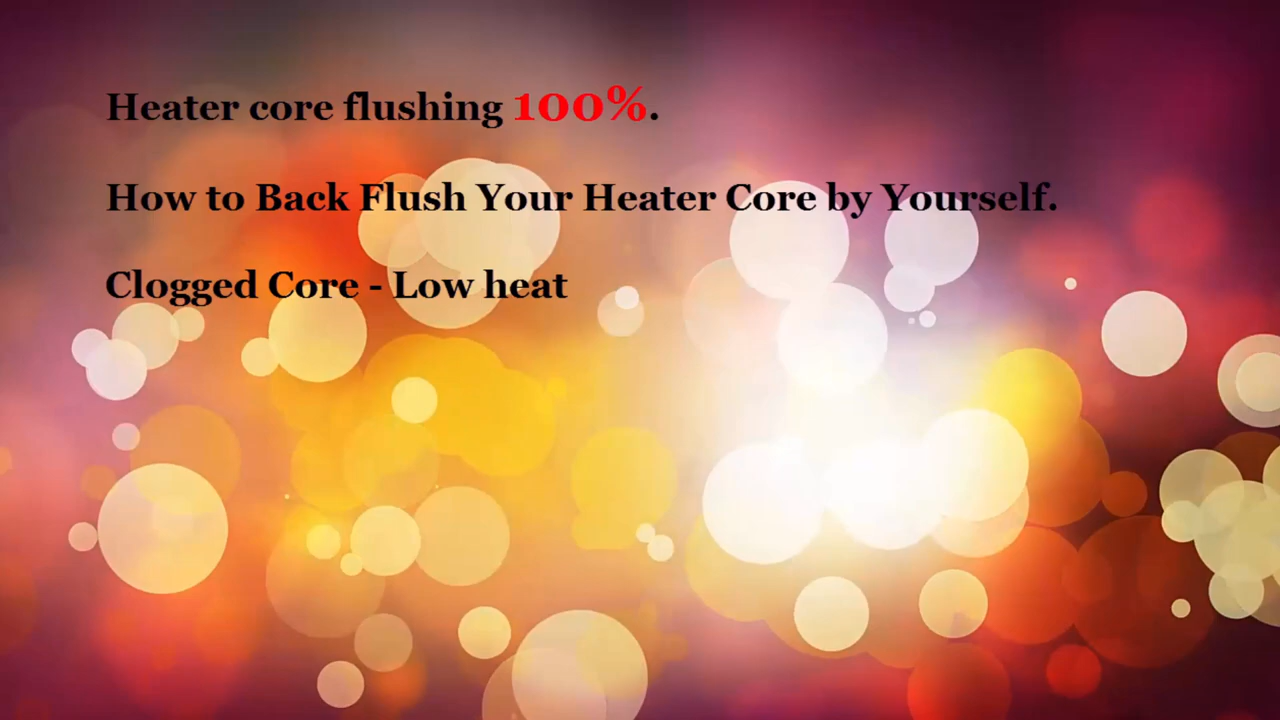 Heater core flushing 100%.
How to Back Flush Your Heater Core by Yourself.
Clogged Core - Low heat